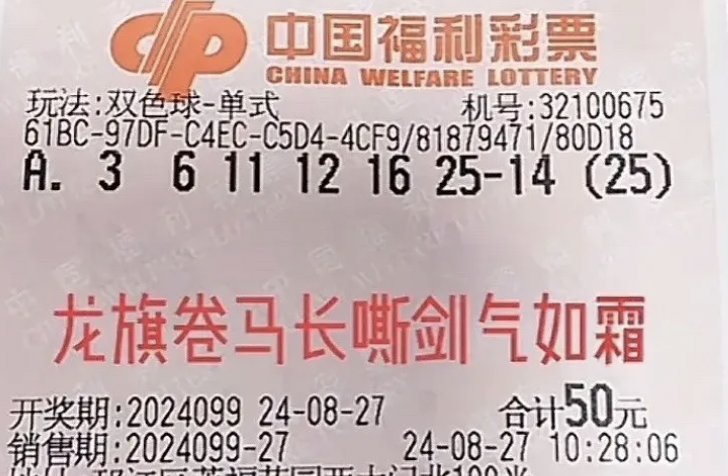 中国福利彩票
CHINA WELFARE LOTTERY
玩法:双色球-单式 机号:32100675
61BC-97DF-C4EC-C5D4-4CF9/81879471/80D18
A. 3 6 11 12 16 25-14 (25)
龙旗卷马长嘶剑气如霜
开奖期:2024099 24-08-27 合计50元
销售期:2024099-27 24-08-27 10:28:06